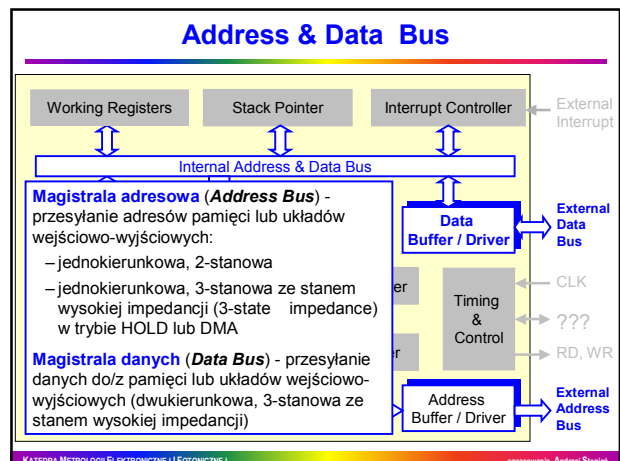 Address & Data Bus
Working Registers
Stack Pointer
Interrupt Controller
External
Interrupt
Internal Address & Data Bus
Magistrala adresowa (Address Bus) -
przesyłanie adresów pamięci lub układów
wejściowo-wyjściowych:
– jednokierunkowa, 2-stanowa
– jednokierunkowa, 3-stanowa ze stanem
wysokiej impedancji (3-state impedance)
w trybie HOLD lub DMA
Magistrala danych (Data Bus) - przesyłanie
danych do/z pamięci lub układów wejściowo-
wyjściowych (dwukierunkowa, 3-stanowa ze
stanem wysokiej impedancji)
Data
Buffer / Driver
External
Data
Bus
er
r
Timing
&
Control
CLK
???
RD, WR
Address
Buffer / Driver
External
Address
Bus